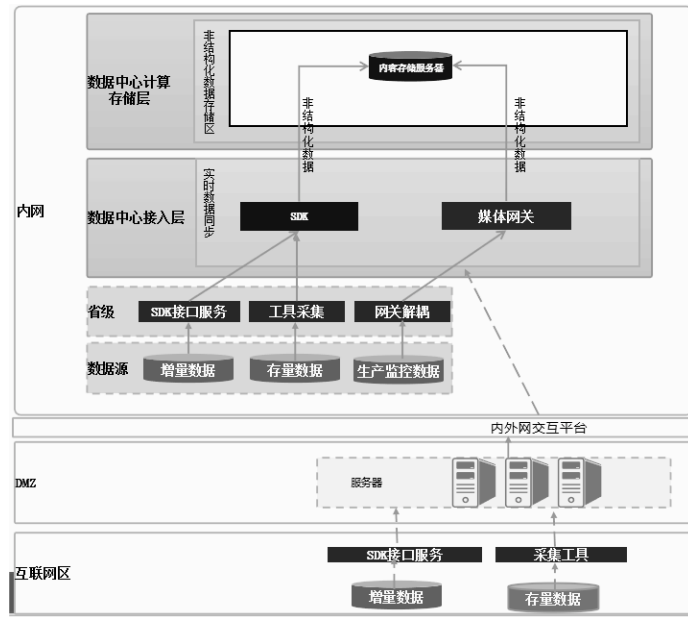 非结构化数据存储区
内容存储服务器
数据中心计算
存储层
非结构化数据
非结构化数据
实时数据同步
内网
数据中心接入层
SDK
媒体网关
省级
SDK接口服务
工具采集
网关解耦
数据源
增量数据
存量数据
生产监控数据
内外网交互平台
DMZ
服务器
SDK接口服务
采集工具
互联网区
增量数据
存量数据